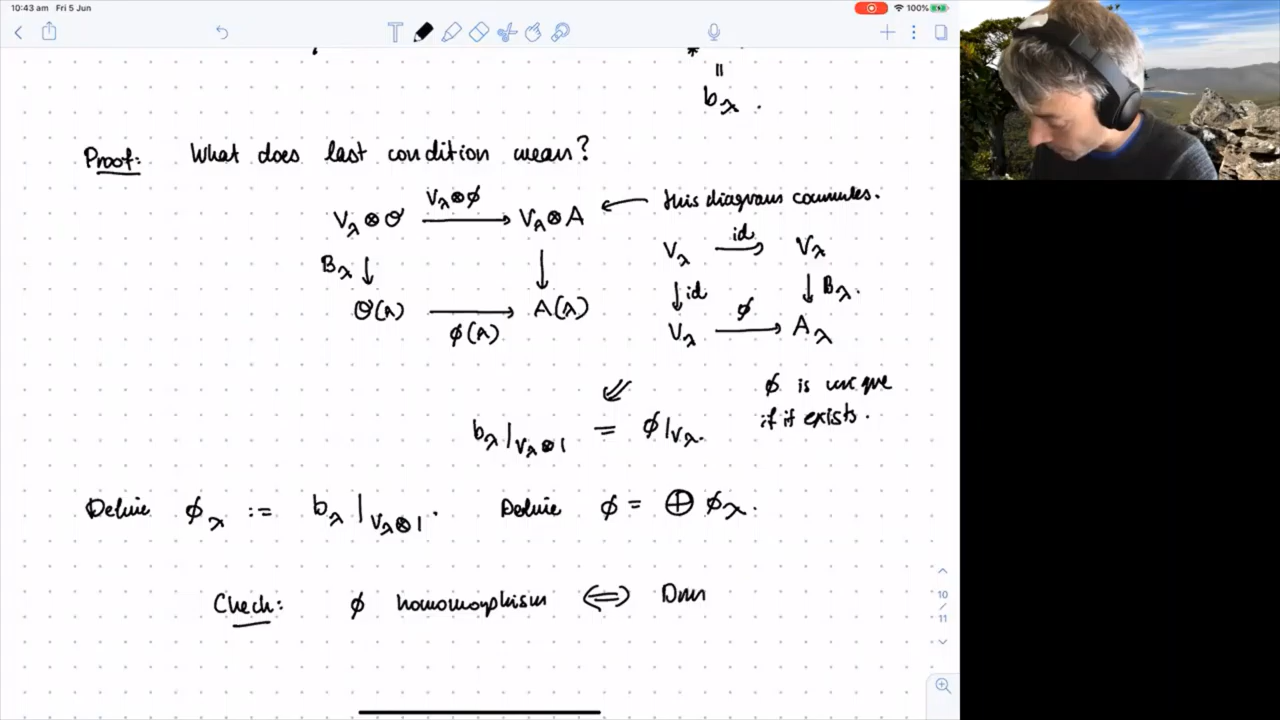 10:43 am Fri 5 Jun
100%
*
=
b_λ .
Proof: What does last condition mean?
V_λ ⊗ O —V_λ⊗ϕ→ V_λ ⊗ A ← this diagram commutes.
V_λ —id→ V_λ
B_λ ↓ ↓ ↓ id ↓ B_λ.
O(λ) —ϕ(λ)→ A(λ)
V_λ —ϕ→ A_λ
ϕ is unique
if it exists.
b_λ|_{V_λ⊗1} = ϕ|_{V_λ}.
Define ϕ_λ := b_λ|_{V_λ⊗1}. Define ϕ = ⊕ ϕ_λ.
Check: ϕ homomorphism ⇔ Dm
10
/
11